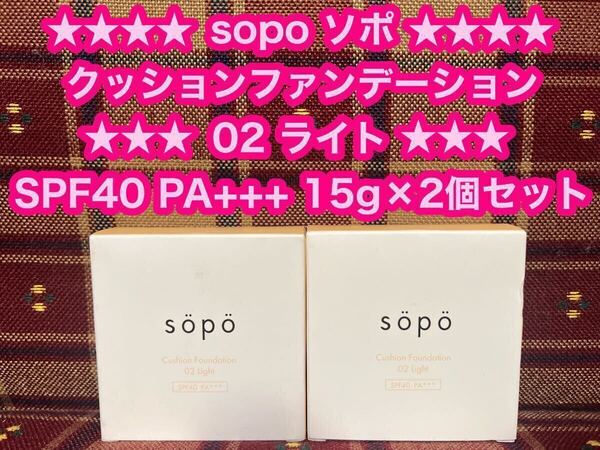 ★★★★ sopo ソポ ★★★★
クッションファンデーション
★★★ 02 ライト ★★★
SPF40 PA+++ 15g×2個セット
söpö
Cushion Foundation
02 Light
SPF40 PA+++
söpö
Cushion Foundation
02 Light
SPF40 PA+++